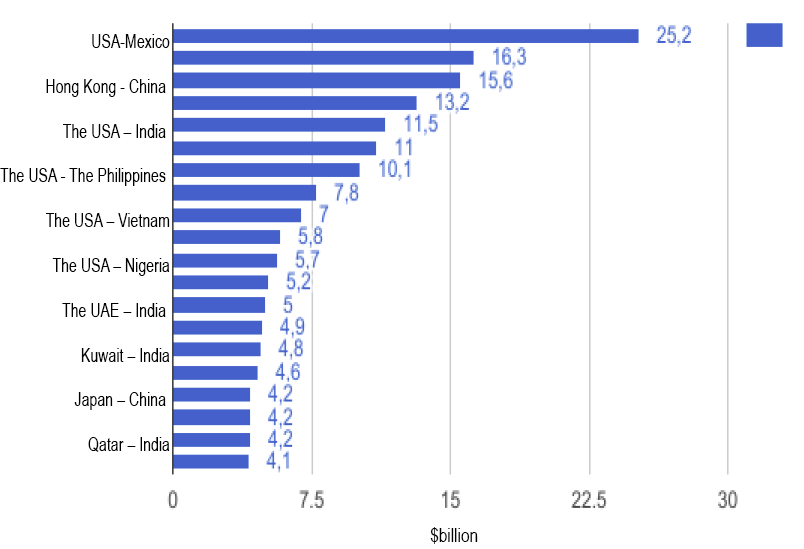 USA-Mexico
25,2
16,3
Hong Kong - China
15,6
13,2
The USA – India
11,5
11
The USA - The Philippines
10,1
7,8
The USA – Vietnam
7
5,8
The USA – Nigeria
5,7
5,2
The UAE – India
5
4,9
Kuwait – India
4,8
4,6
Japan – China
4,2
4,2
Qatar – India
4,2
4,1
0 7.5 15 22.5 30
$billion